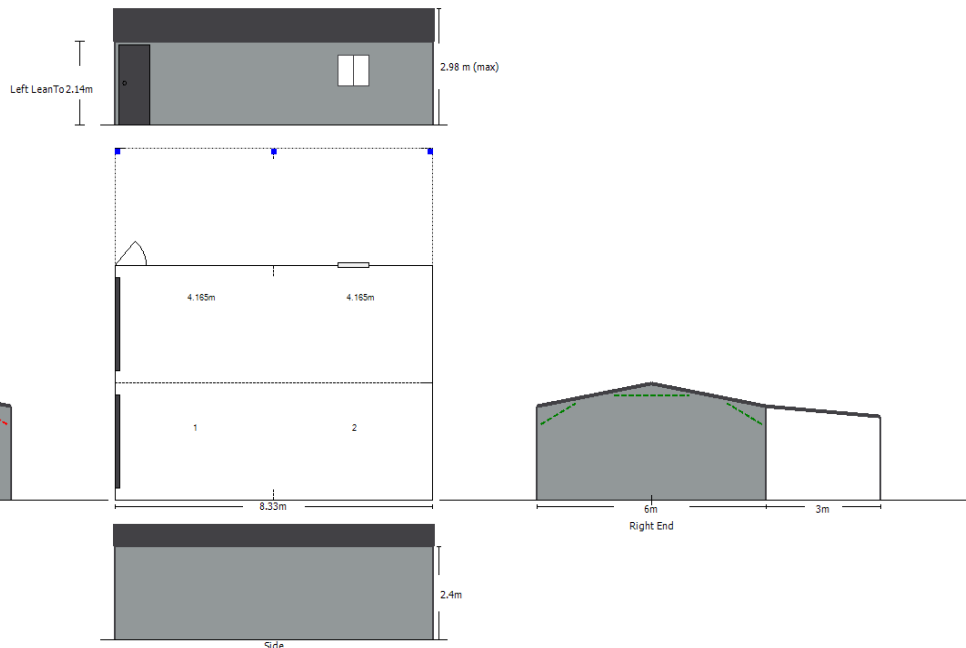 2.98 m (max)
Left LeanTo 2.14m
4.165m
4.165m
1
2
8.33m
6m
3m
Right End
2.4m
Side